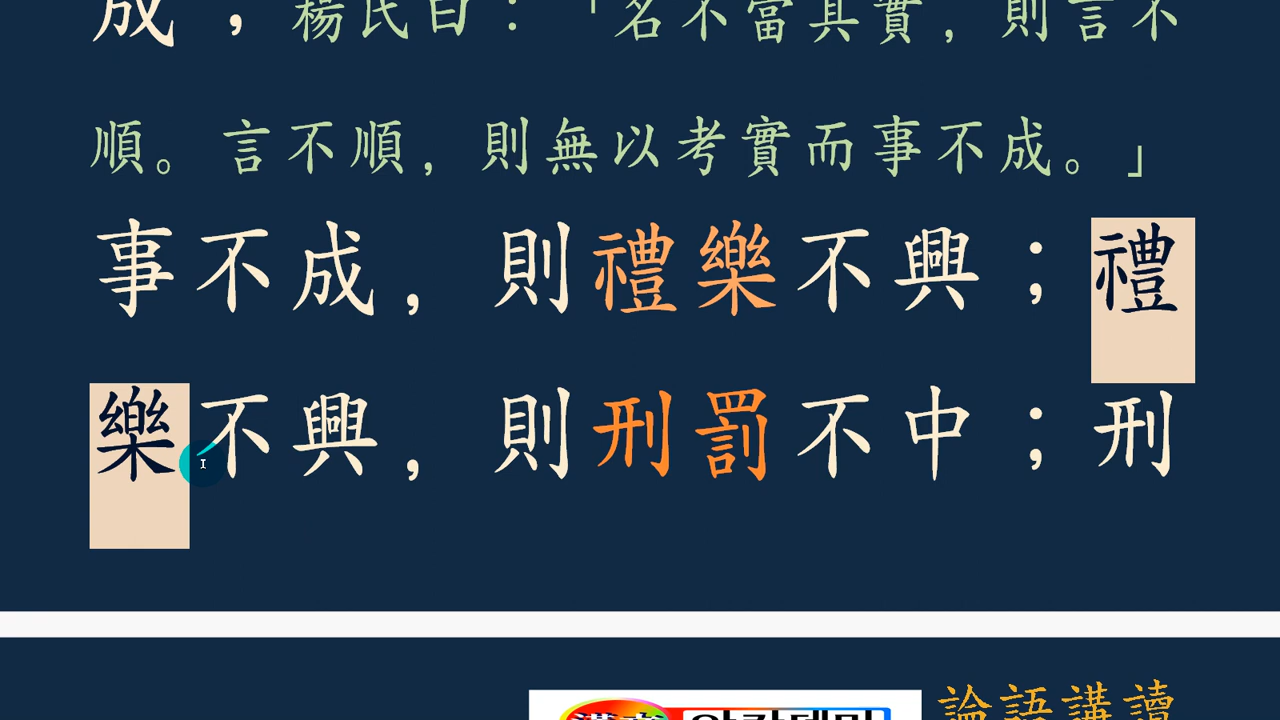 成，楊氏曰：「名不當其實，則言不
順。言不順，則無以考實而事不成。」
事不成，則禮樂不興；禮
樂不興，則刑罰不中；刑
論語講讀